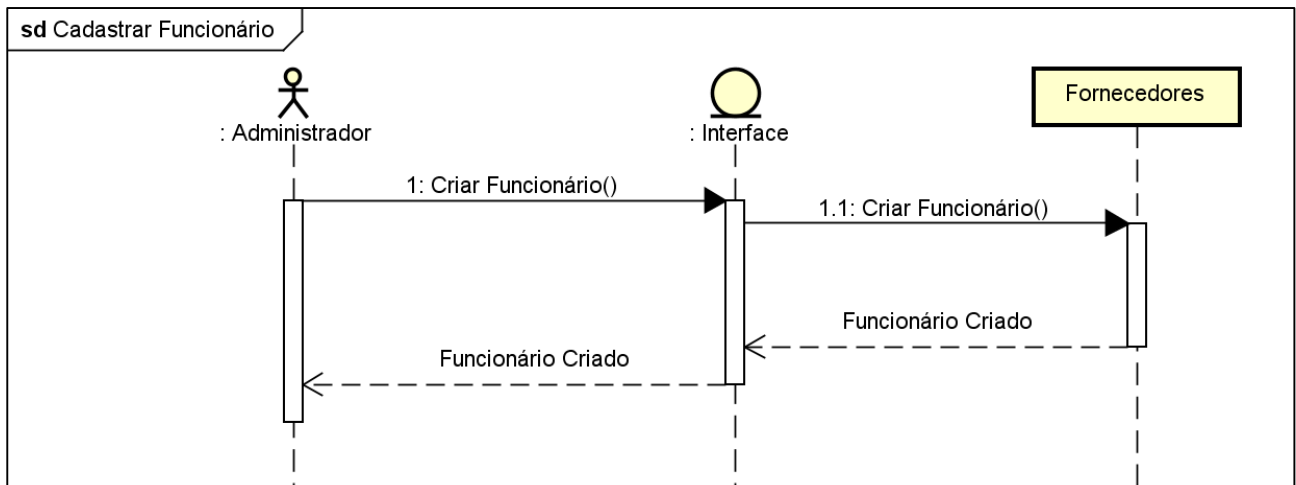 sd Cadastrar Funcionário
: Administrador
: Interface
Fornecedores
1: Criar Funcionário()
1.1: Criar Funcionário()
Funcionário Criado
Funcionário Criado